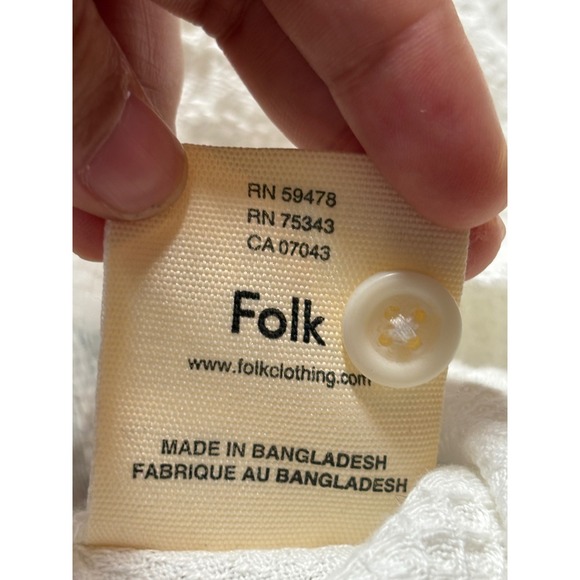 RN 59478
RN 75343
CA 07043
Folk
www.folkclothing.com
MADE IN BANGLADESH
FABRIQUE AU BANGLADESH